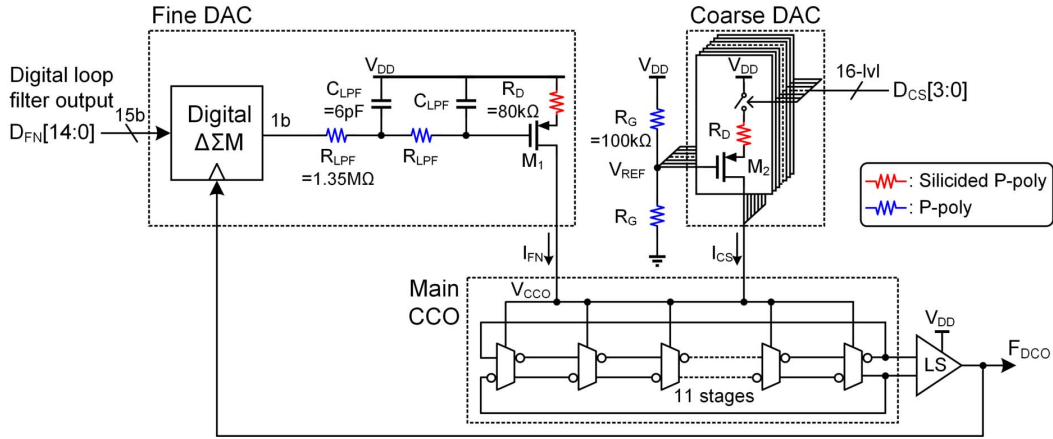 Fine DAC
Coarse DAC
Digital loop
filter output
D_FN[14:0]
15b
Digital
ΔΣM
1b
V_DD
C_LPF
=6pF
C_LPF
R_D
=80kΩ
R_LPF
=1.35MΩ
R_LPF
M_1
V_DD
R_G
=100kΩ
V_REF
R_G
V_DD
R_D
M_2
16-lvl
D_CS[3:0]
: Silicided P-poly
: P-poly
I_FN
I_CS
Main
CCO
V_CCO
11 stages
V_DD
LS
F_DCO